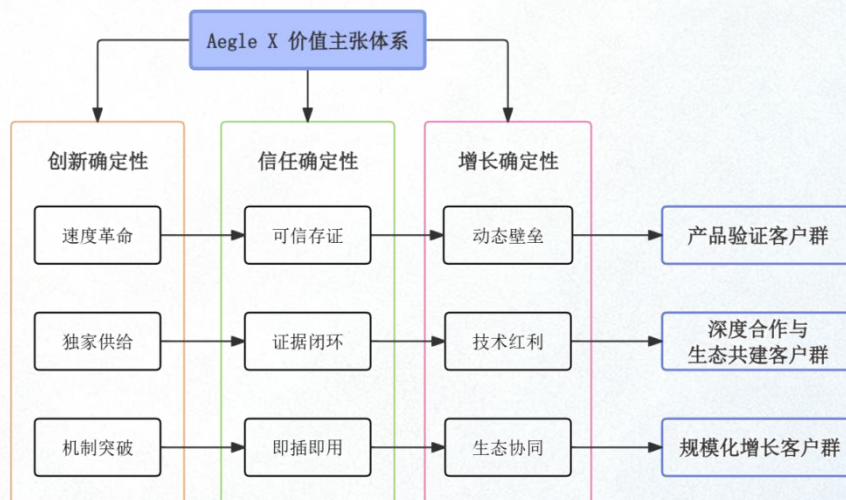 Aegle X 价值主张体系
创新确定性
信任确定性
增长确定性
速度革命
可信存证
动态壁垒
产品验证客户群
独家供给
证据闭环
技术红利
深度合作与
生态共建客户群
机制突破
即插即用
生态协同
规模化增长客户群